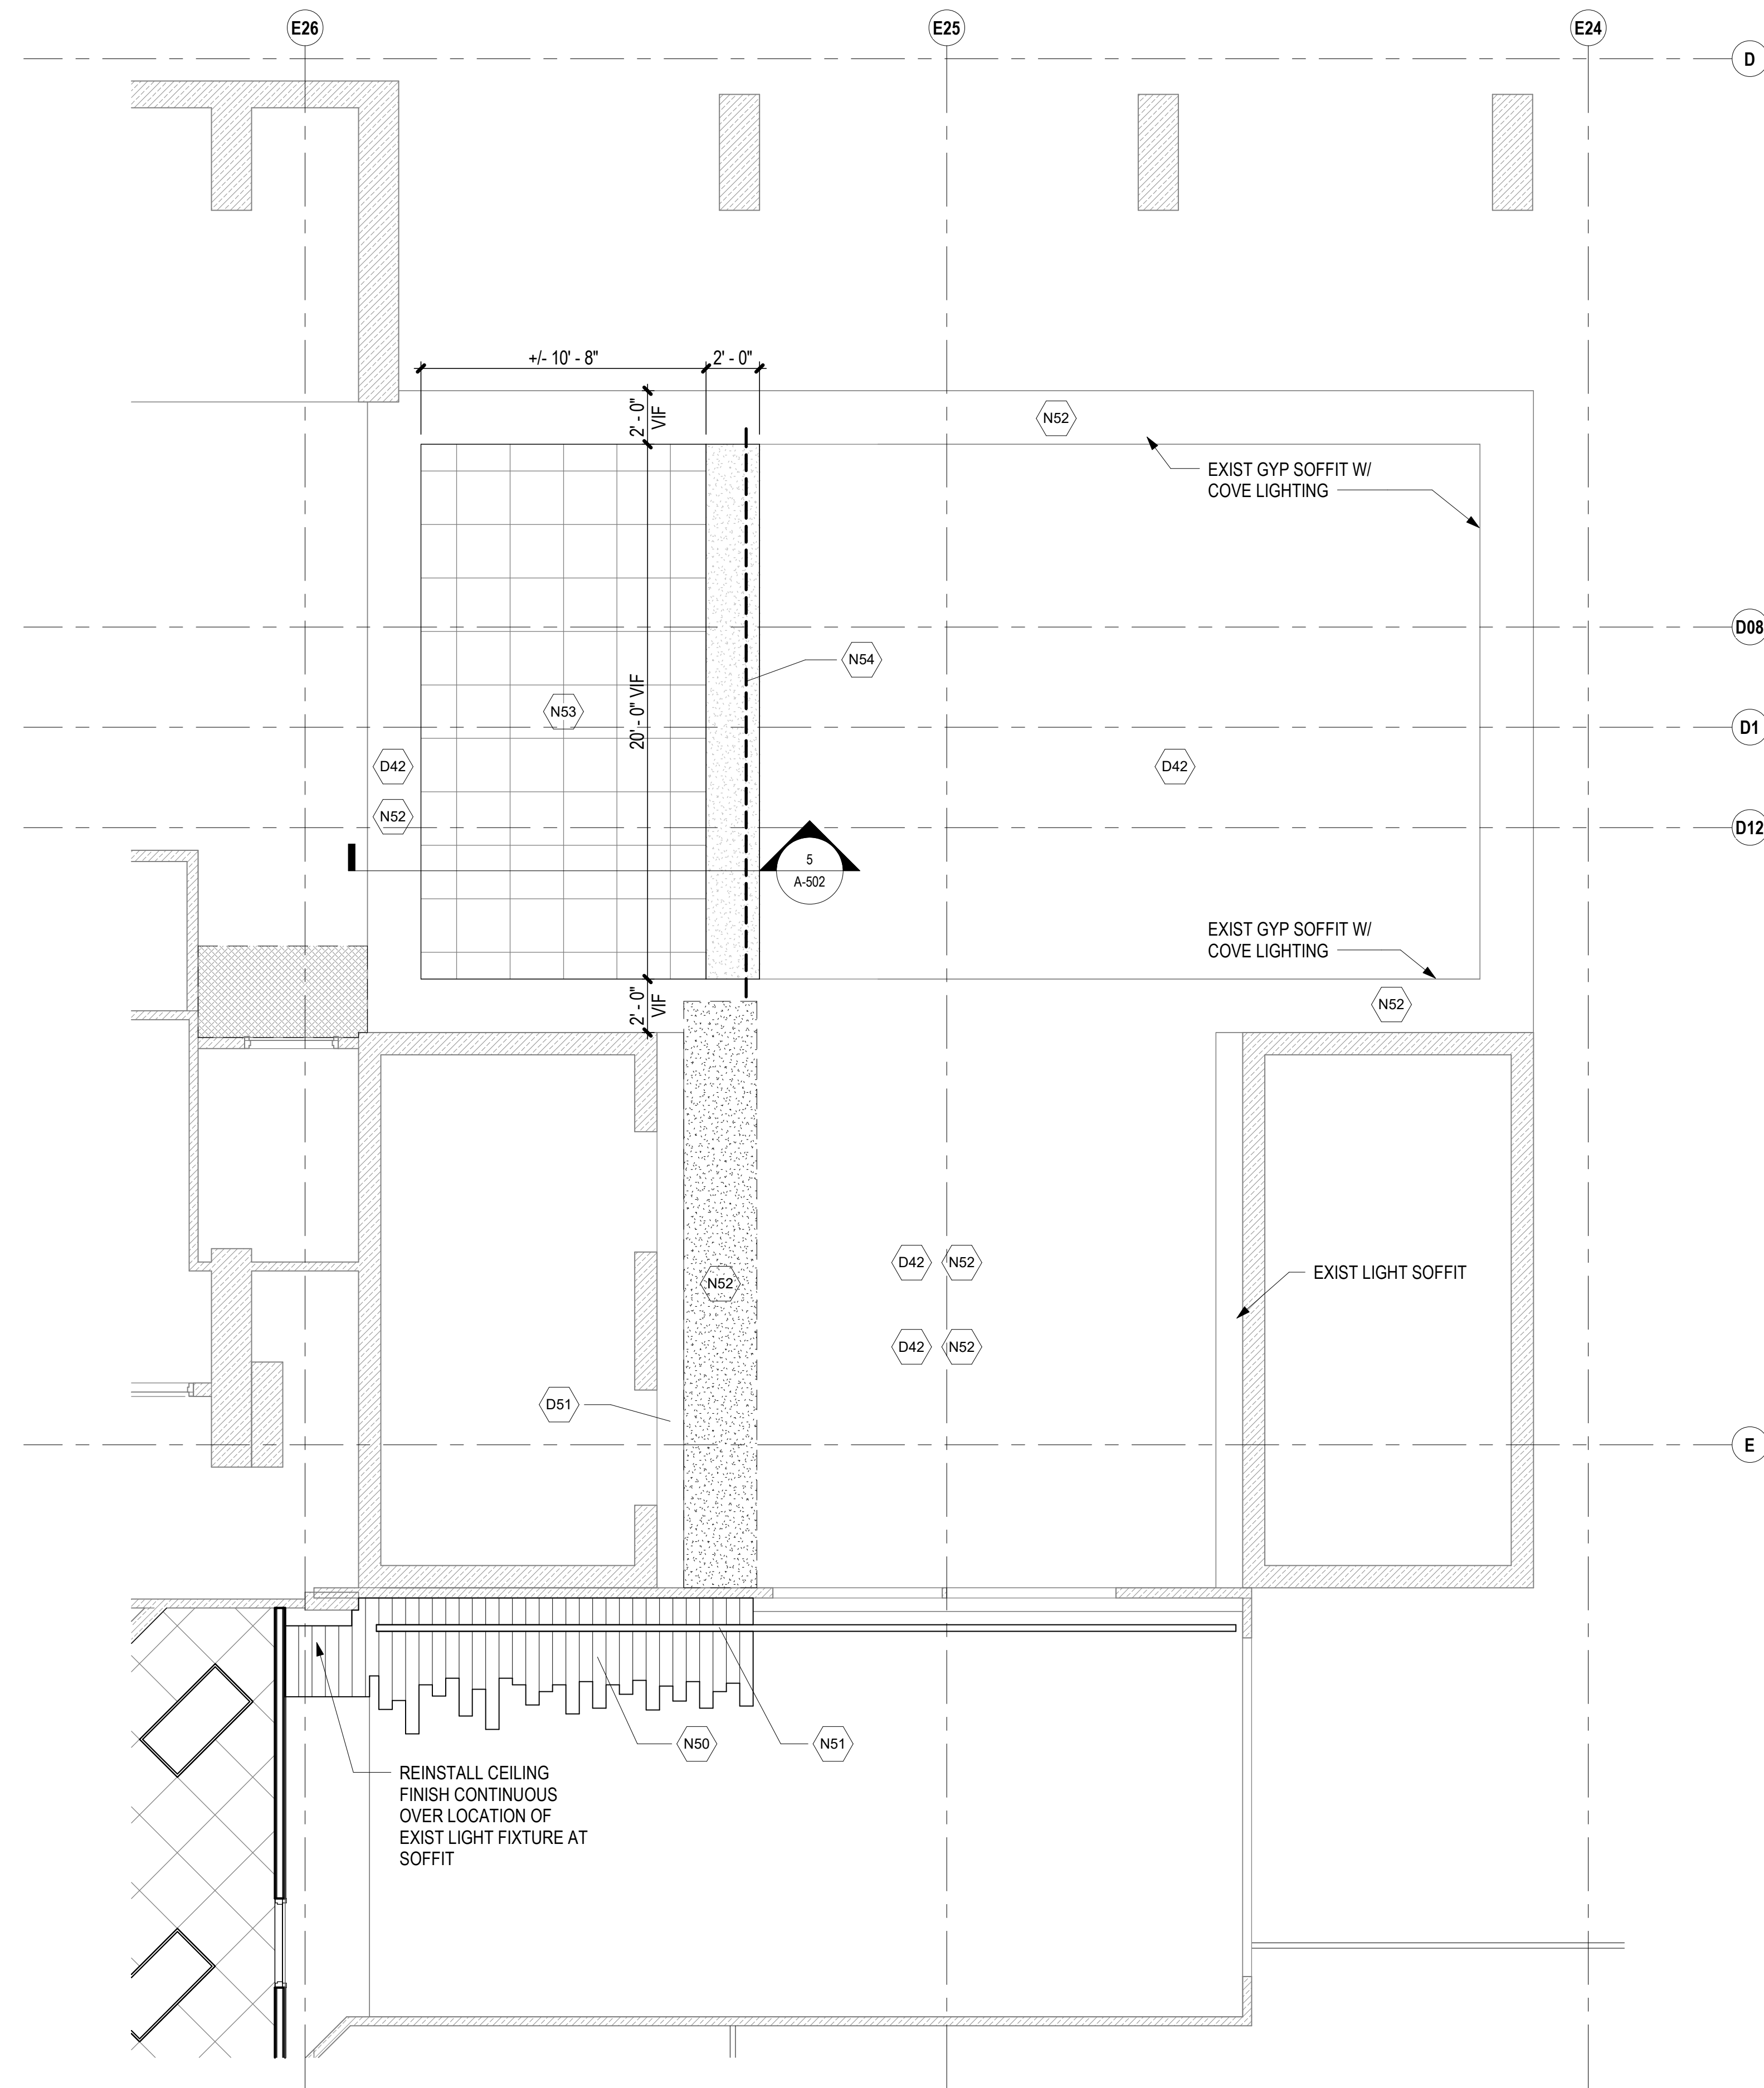 E26
E25
E24
D
+/- 10' - 8"
2' - 0"
2' - 0"
VIF
N52
EXIST GYP SOFFIT W/
COVE LIGHTING
D08
N54
20' - 0" VIF
N53
D1
D42
D42
N52
D12
5
A-502
EXIST GYP SOFFIT W/
COVE LIGHTING
2' - 0"
VIF
N52
D42
N52
N52
EXIST LIGHT SOFFIT
D42
N52
D51
E
N50
N51
REINSTALL CEILING
FINISH CONTINUOUS
OVER LOCATION OF
EXIST LIGHT FIXTURE AT
SOFFIT